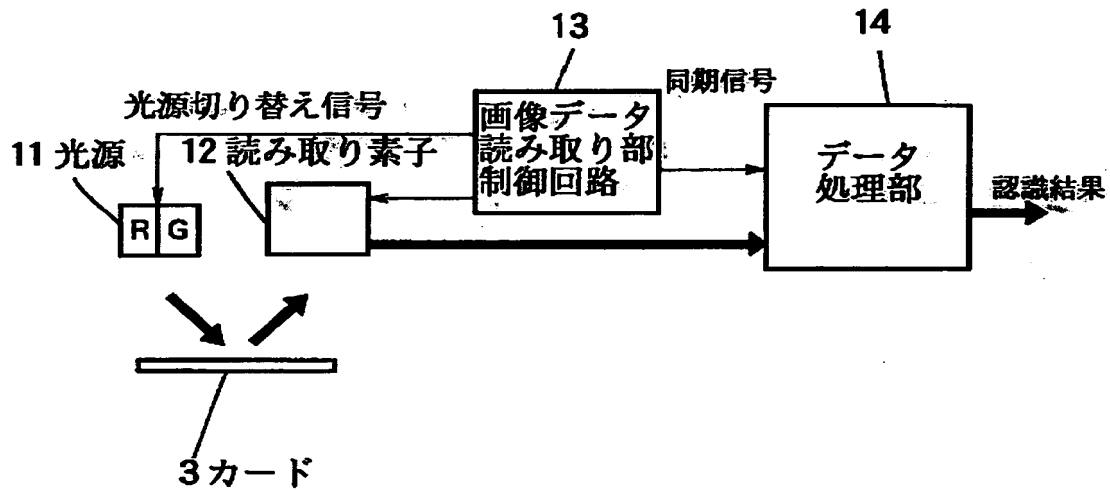 13
14
同期信号
光源切り替え信号
画像データ
読み取り部
制御回路
11 光源
12 読み取り素子
データ
処理部
認識結果
R G
3 カード